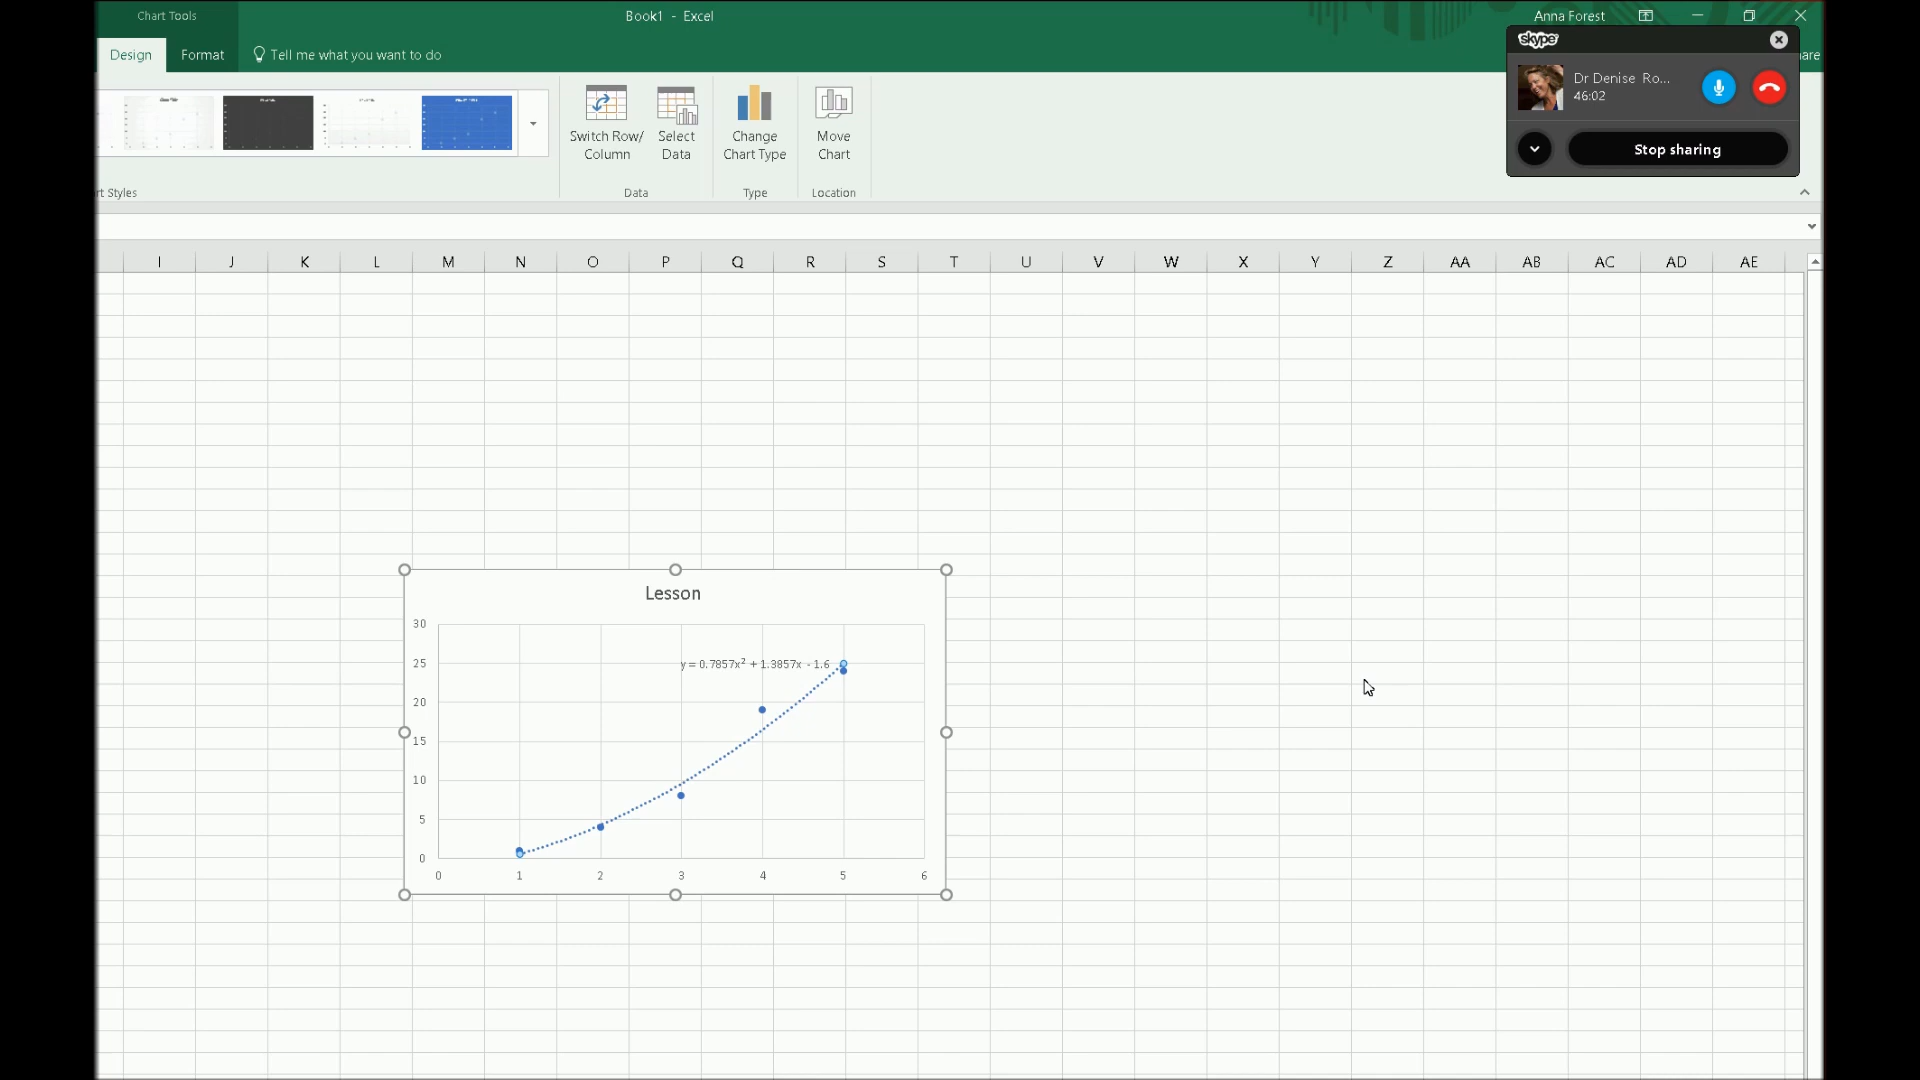 Chart Tools
Book1 - Excel
Anna Forest
Design
Format
Tell me what you want to do
are
skype
Dr Denise Ro...
46:02
Stop sharing
Switch Row/
Column
Select
Data
Change
Chart Type
Move
Chart
rt Styles
Data
Type
Location
I J K L M N O P Q R S T U V W X Y Z AA AB AC AD AE
Lesson
30
25
20
15
10
5
0
y = 0.7857x² + 1.3857x - 1.6
0 1 2 3 4 5 6